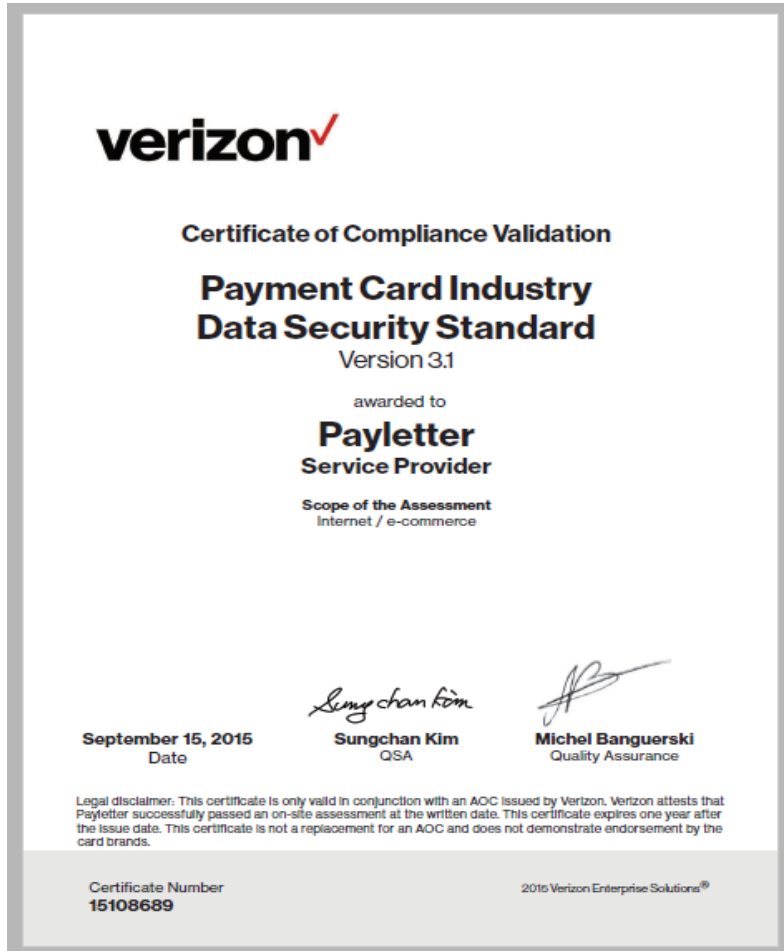 verizon✓
Certificate of Compliance Validation
Payment Card Industry
Data Security Standard
Version 3.1
awarded to
Payletter
Service Provider
Scope of the Assessment
Internet / e-commerce
Sungchan Kim
September 15, 2015 Sungchan Kim Michel Banguerski
Date QSA Quality Assurance
Legal disclaimer: This certificate is only valid in conjunction with an AOC issued by Verizon. Verizon attests that
Payletter successfully passed an on-site assessment at the written date. This certificate expires one year after
the issue date. This certificate is not a replacement for an AOC and does not demonstrate endorsement by the
card brands.
Certificate Number 2015 Verizon Enterprise Solutions®
15108689